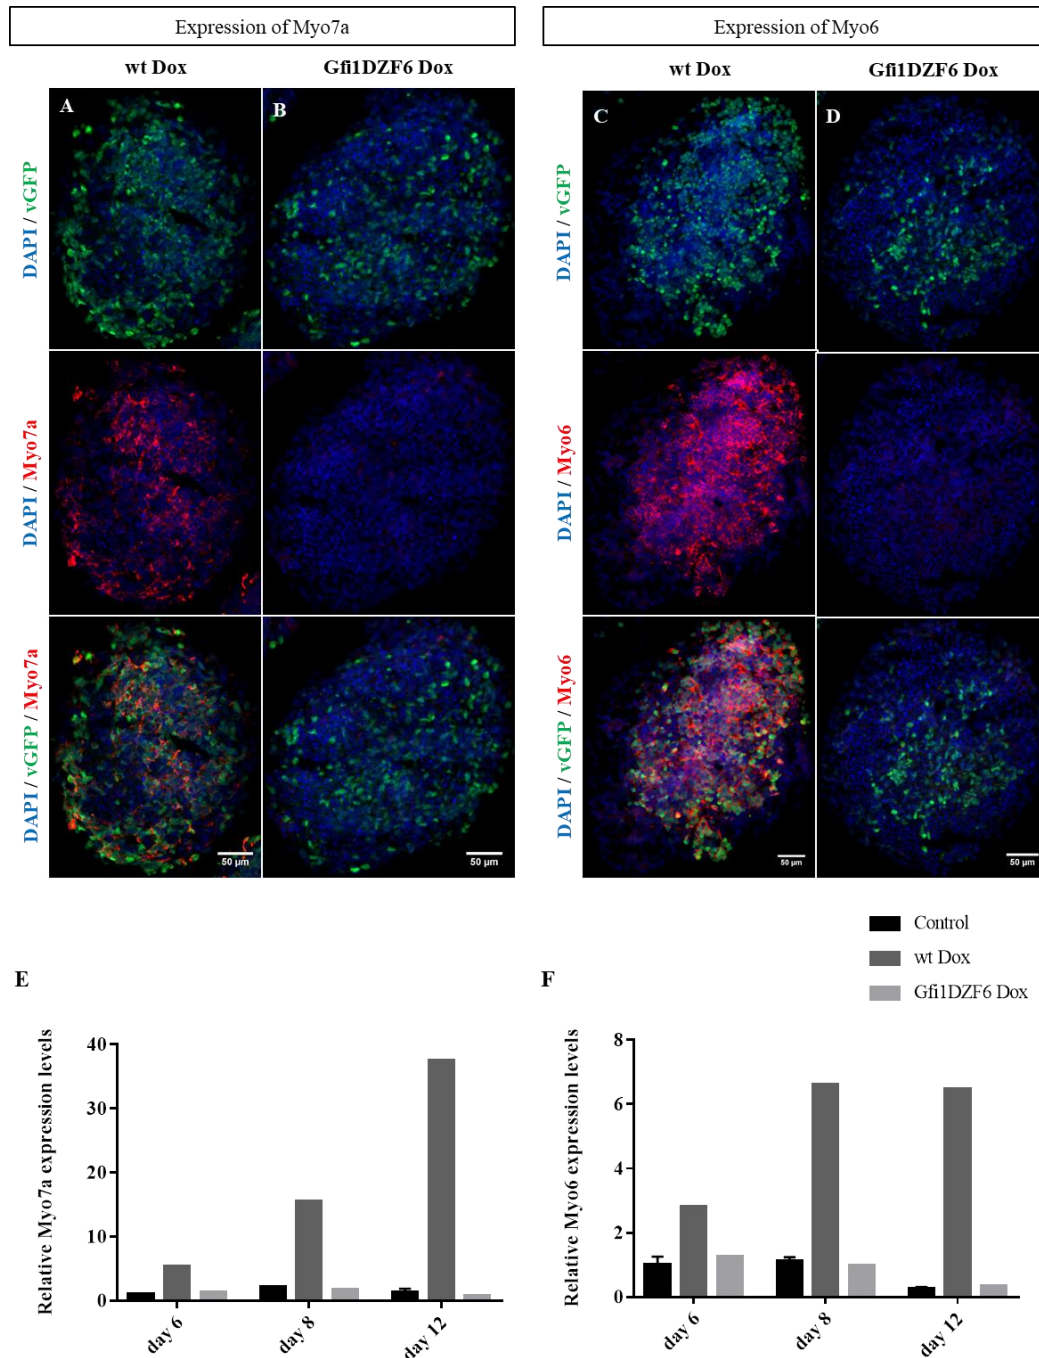 Expression of Myo7a
Expression of Myo6
wt Dox
Gfi1DZF6 Dox
wt Dox
Gfi1DZF6 Dox
A
B
C
D
DAPI / vGFP
DAPI / vGFP
DAPI / Myo7a
DAPI / Myo6
DAPI / vGFP / Myo7a
DAPI / vGFP / Myo6
50 µm
50 µm
50 µm
50 µm
Control
wt Dox
Gfi1DZF6 Dox
E
Relative Myo7a expression levels
40
30
20
10
0
day 6
day 8
day 12
F
Relative Myo6 expression levels
8
6
4
2
0
day 6
day 8
day 12